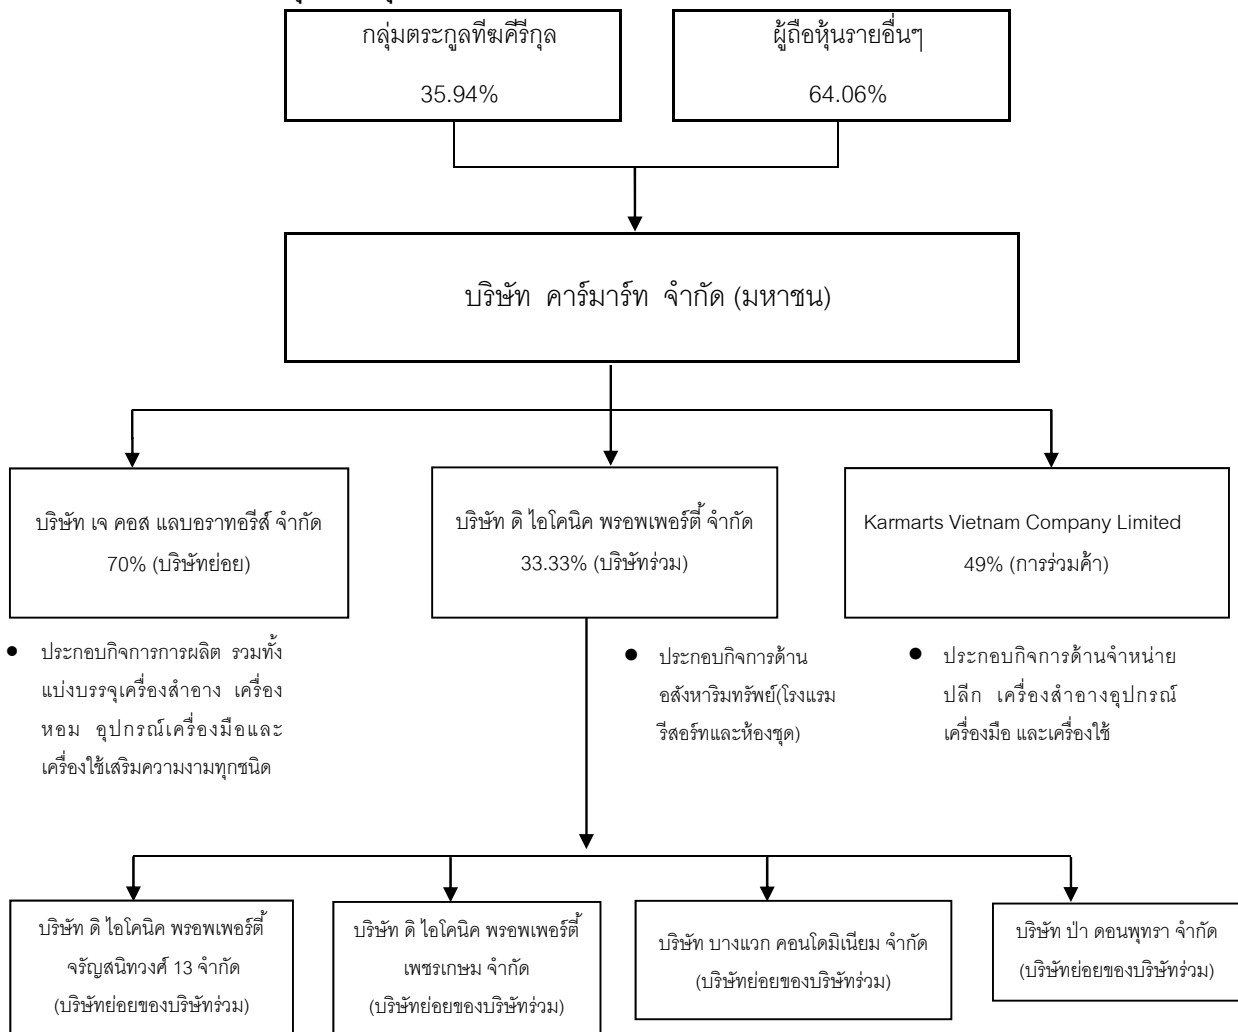 กลุ่มตระกูลทีฆคีรีกุล
35.94%
ผู้ถือหุ้นรายอื่นๆ
64.06%
บริษัท คาร์มาร์ท จำกัด (มหาชน)
บริษัท เจ คอส แลบอราทอรีส์ จำกัด
70% (บริษัทย่อย)
บริษัท ดิ ไอโคนิค พรอพเพอร์ตี้ จำกัด
33.33% (บริษัทร่วม)
Karmarts Vietnam Company Limited
49% (การร่วมค้า)
• ประกอบกิจการการผลิต รวมทั้ง
แบ่งบรรจุเครื่องสำอาง เครื่อง
หอม อุปกรณ์เครื่องมือและ
เครื่องใช้เสริมความงามทุกชนิด
• ประกอบกิจการด้าน
อสังหาริมทรัพย์(โรงแรม
รีสอร์ทและห้องชุด)
• ประกอบกิจการด้านจำหน่าย
ปลีก เครื่องสำอางอุปกรณ์
เครื่องมือ และเครื่องใช้
บริษัท ดิ ไอโคนิค พรอพเพอร์ตี้
จรัญสนิทวงศ์ 13 จำกัด
(บริษัทย่อยของบริษัทร่วม)
บริษัท ดิ ไอโคนิค พรอพเพอร์ตี้
เพชรเกษม จำกัด
(บริษัทย่อยของบริษัทร่วม)
บริษัท บางแวก คอนโดมิเนียม จำกัด
(บริษัทย่อยของบริษัทร่วม)
บริษัท ป่า ดอนพุทรา จำกัด
(บริษัทย่อยของบริษัทร่วม)